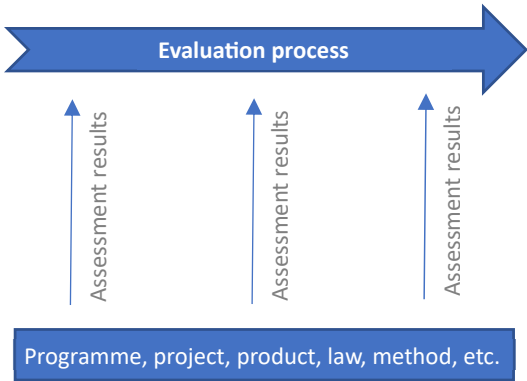 Evaluation process
Assessment results
Assessment results
Assessment results
Programme, project, product, law, method, etc.